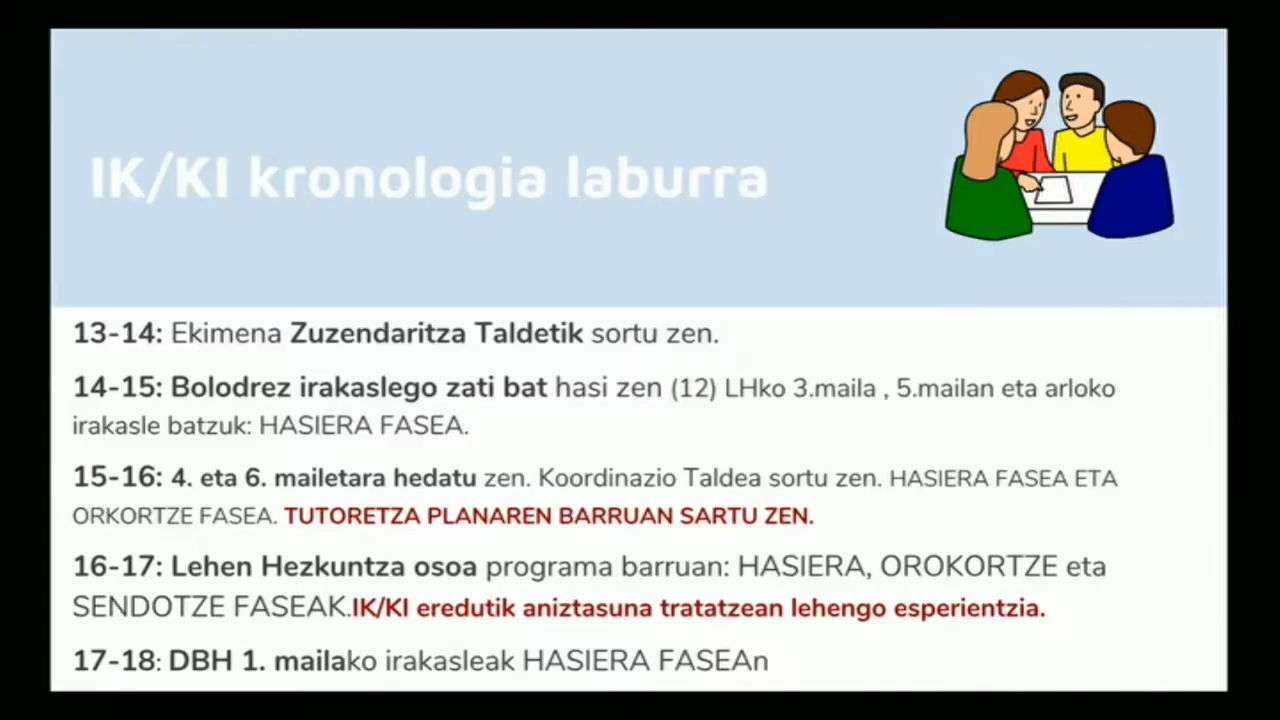 IK/KI kronologia laburra
13-14: Ekimena Zuzendaritza Taldetik sortu zen.
14-15: Bolodrez irakaslego zati bat hasi zen (12) LHko 3.maila , 5.mailan eta arloko
irakasle batzuk: HASIERA FASEA.
15-16: 4. eta 6. mailetara hedatu zen. Koordinazio Taldea sortu zen. HASIERA FASEA ETA
ORKORTZE FASEA. TUTORETZA PLANAREN BARRUAN SARTU ZEN.
16-17: Lehen Hezkuntza osoa programa barruan: HASIERA, OROKORTZE eta
SENDOTZE FASEAK.IK/KI eredutik aniztasuna tratatzean lehengo esperientzia.
17-18: DBH 1. mailako irakasleak HASIERA FASEAn